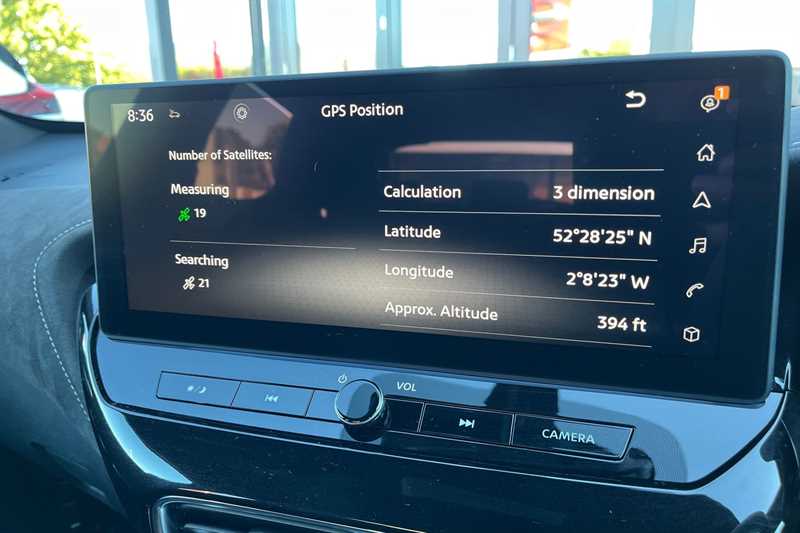 8:36
GPS Position
1
Number of Satellites:
Measuring
19
Searching
21
Calculation 3 dimension
Latitude 52°28'25" N
Longitude 2°8'23" W
Approx. Altitude 394 ft
VOL
CAMERA